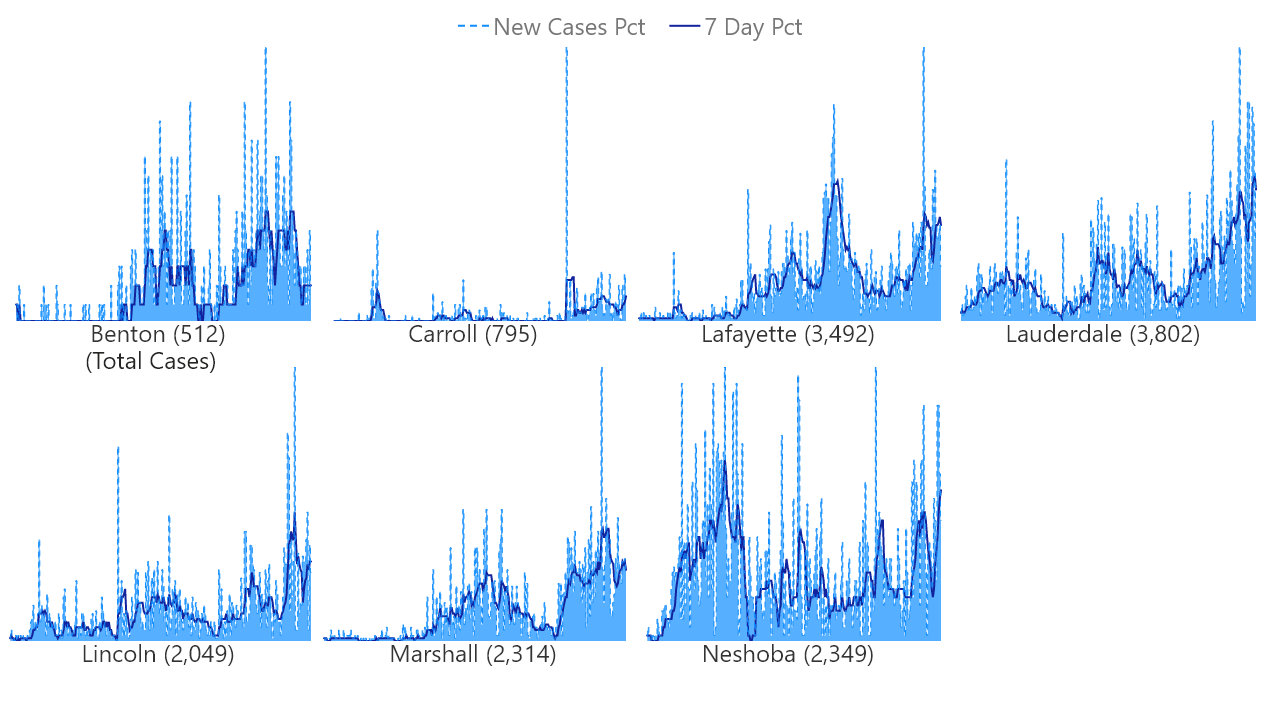 New Cases Pct 7 Day Pct
Benton (512) Carroll (795) Lafayette (3,492) Lauderdale (3,802)
(Total Cases)
Lincoln (2,049) Marshall (2,314) Neshoba (2,349)